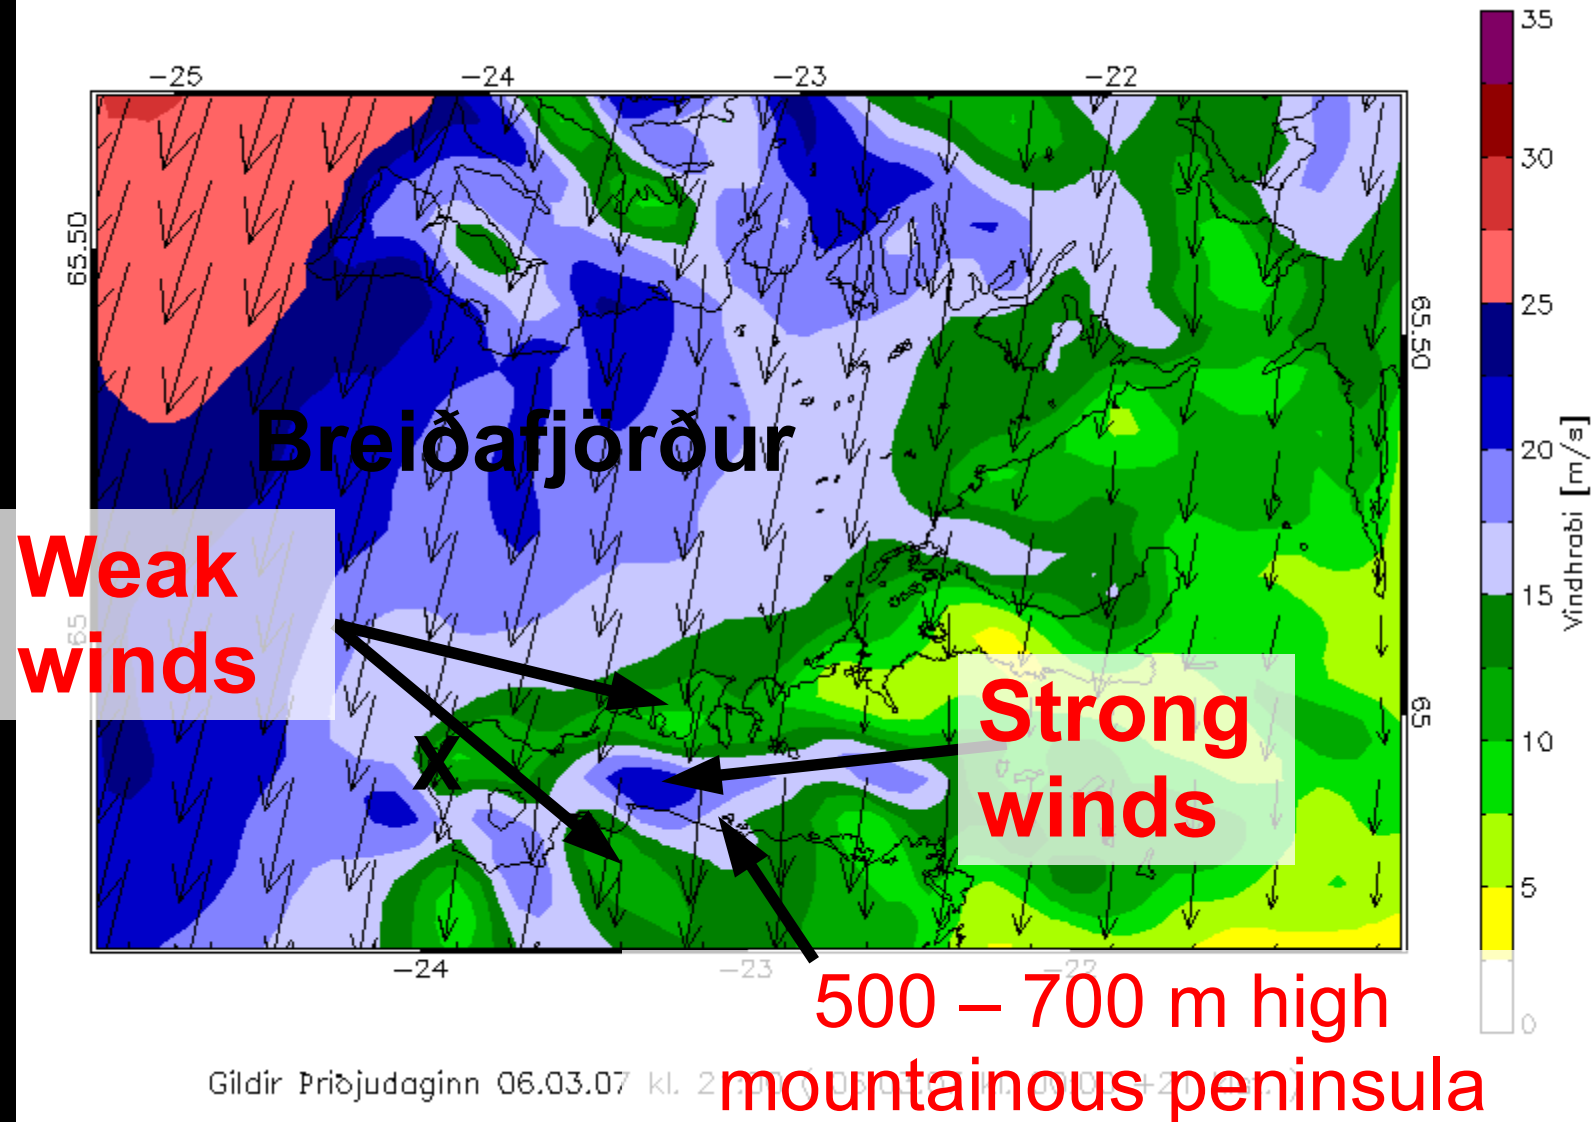 35
−25 −24 −23 −22
30
65.50
25
65.50
Breiðafjörður
20
Vindhraði [m/s]
Weak
winds
15
65
Strong
winds
65
10
X
5
−24 −23 −22
500 – 700 m high
0
mountainous peninsula
Gildir Þriðjudaginn 06.03.07 kl.